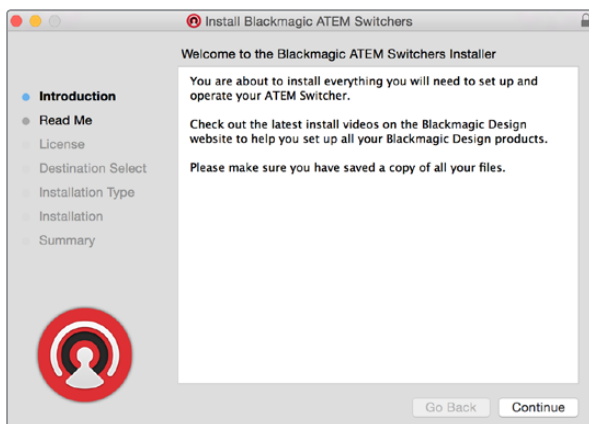 Install Blackmagic ATEM Switchers
Welcome to the Blackmagic ATEM Switchers Installer
Introduction
Read Me
License
Destination Select
Installation Type
Installation
Summary
You are about to install everything you will need to set up and
operate your ATEM Switcher.
Check out the latest install videos on the Blackmagic Design
website to help you set up all your Blackmagic Design products.
Please make sure you have saved a copy of all your files.
Go Back
Continue